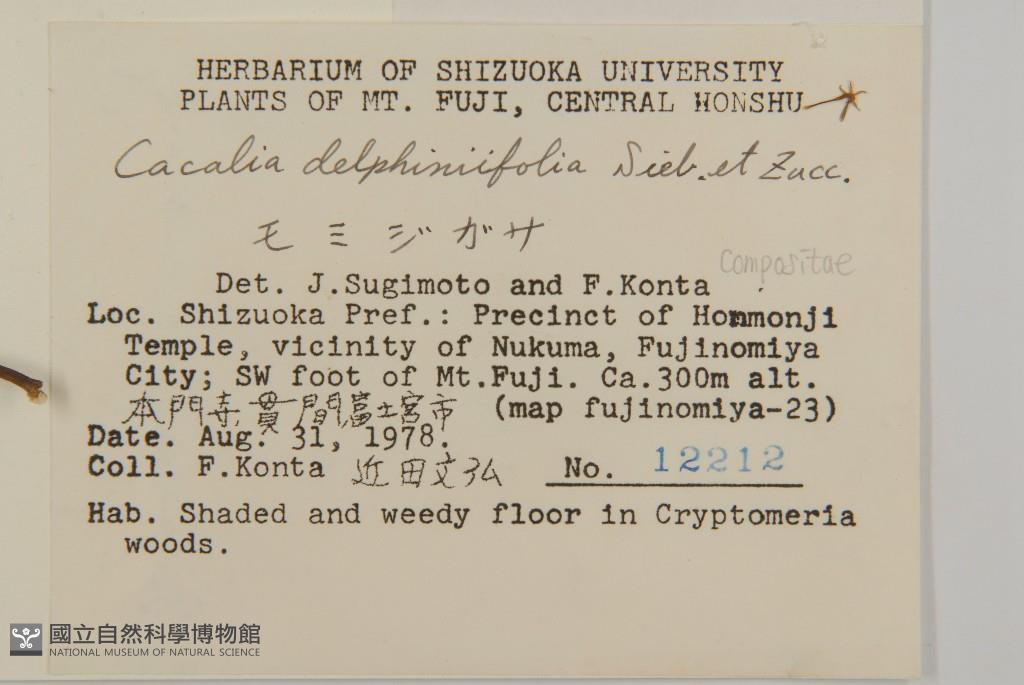 HERBARIUM OF SHIZUOKA UNIVERSITY
PLANTS OF MT. FUJI, CENTRAL HONSHU
Cacalia delphiniifolia Sieb. et Zucc.
モミジガサ
Compositae
Det. J.Sugimoto and F.Konta
Loc. Shizuoka Pref.: Precinct of Hommonji
Temple, vicinity of Nukuma, Fujinomiya
City; SW foot of Mt.Fuji. Ca.300m alt.
本門寺貫間富士宮市 (map fujinomiya-23)
Date. Aug. 31, 1978.
Coll. F.Konta 近田文弘 No. 12212
Hab. Shaded and weedy floor in Cryptomeria
woods.
國立自然科學博物館
NATIONAL MUSEUM OF NATURAL SCIENCE